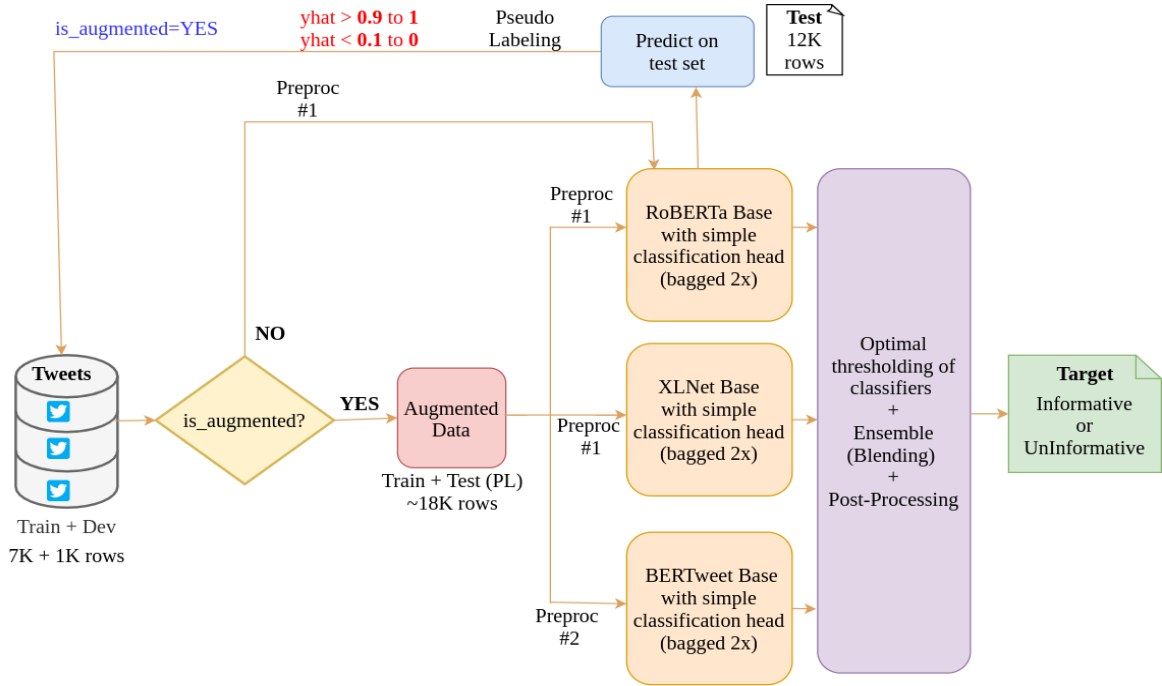 is_augmented=YES
yhat > 0.9 to 1
yhat < 0.1 to 0
Pseudo
Labeling
Predict on
test set
Test
12K
rows
Preproc
#1
Preproc
#1
RoBERTa Base
with simple
classification head
(bagged 2x)
NO
Tweets
is_augmented?
YES
Augmented
Data
Train + Test (PL)
~18K rows
Train + Dev
7K + 1K rows
Preproc
#1
XLNet Base
with simple
classification head
(bagged 2x)
Preproc
#2
BERTweet Base
with simple
classification head
(bagged 2x)
Optimal
thresholding of
classifiers
+
Ensemble
(Blending)
+
Post-Processing
Target
Informative
or
UnInformative